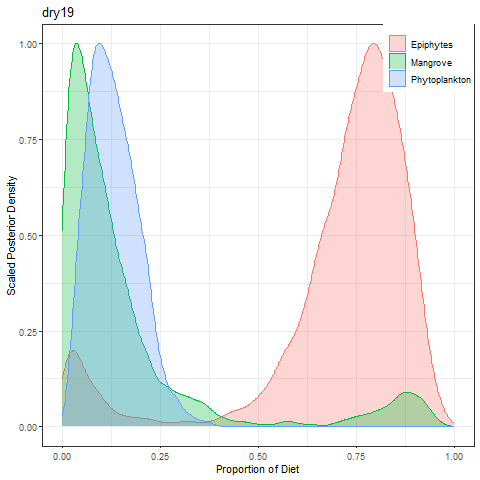 dry19
Scaled Posterior Density
1.00
0.75
0.50
0.25
0.00
Epiphytes
Mangrove
Phytoplankton
0.00 0.25 0.50 0.75 1.00
Proportion of Diet